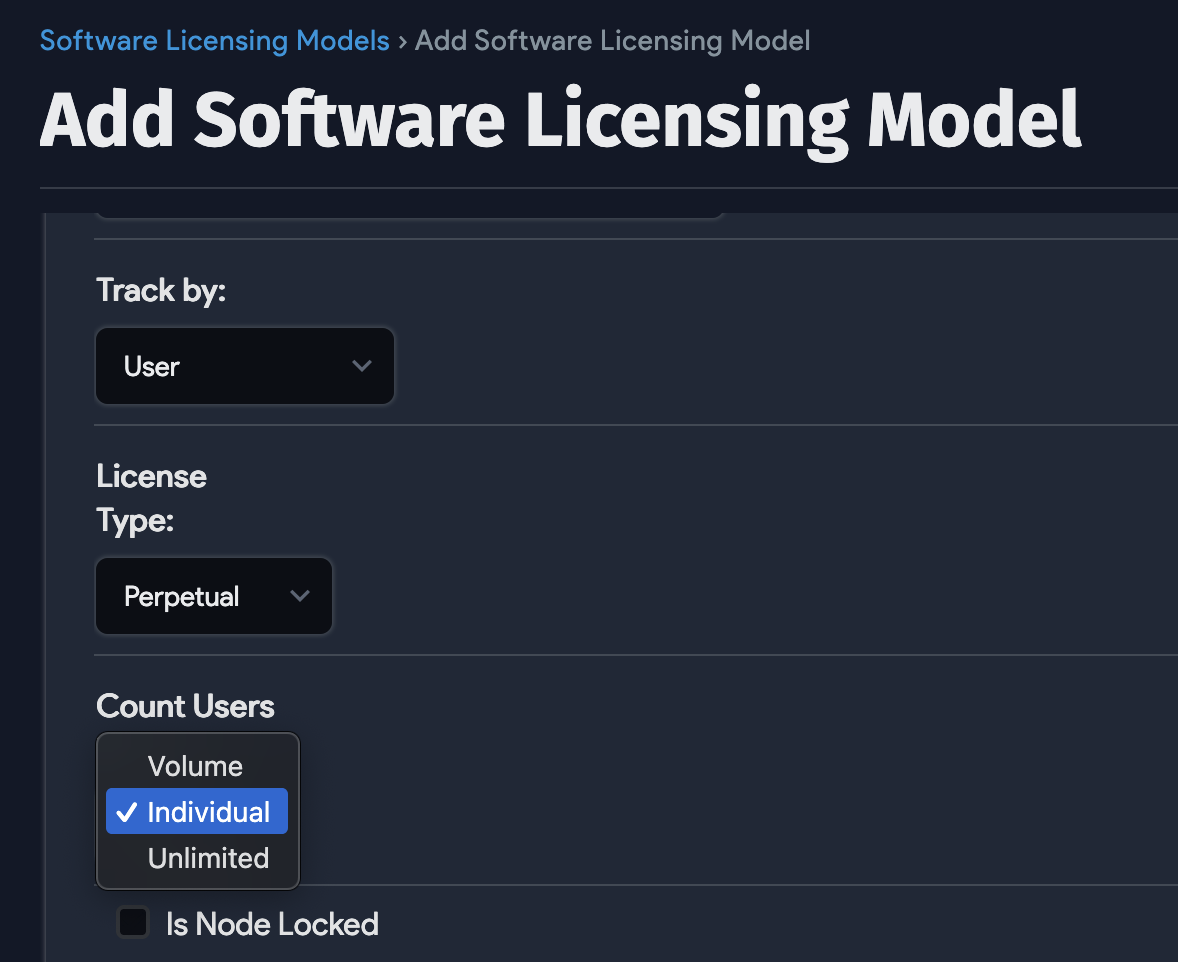 Software Licensing Models › Add Software Licensing Model
Add Software Licensing Model
Track by:
User
License
Type:
Perpetual
Count Users
Volume
✓ Individual
Unlimited
Is Node Locked